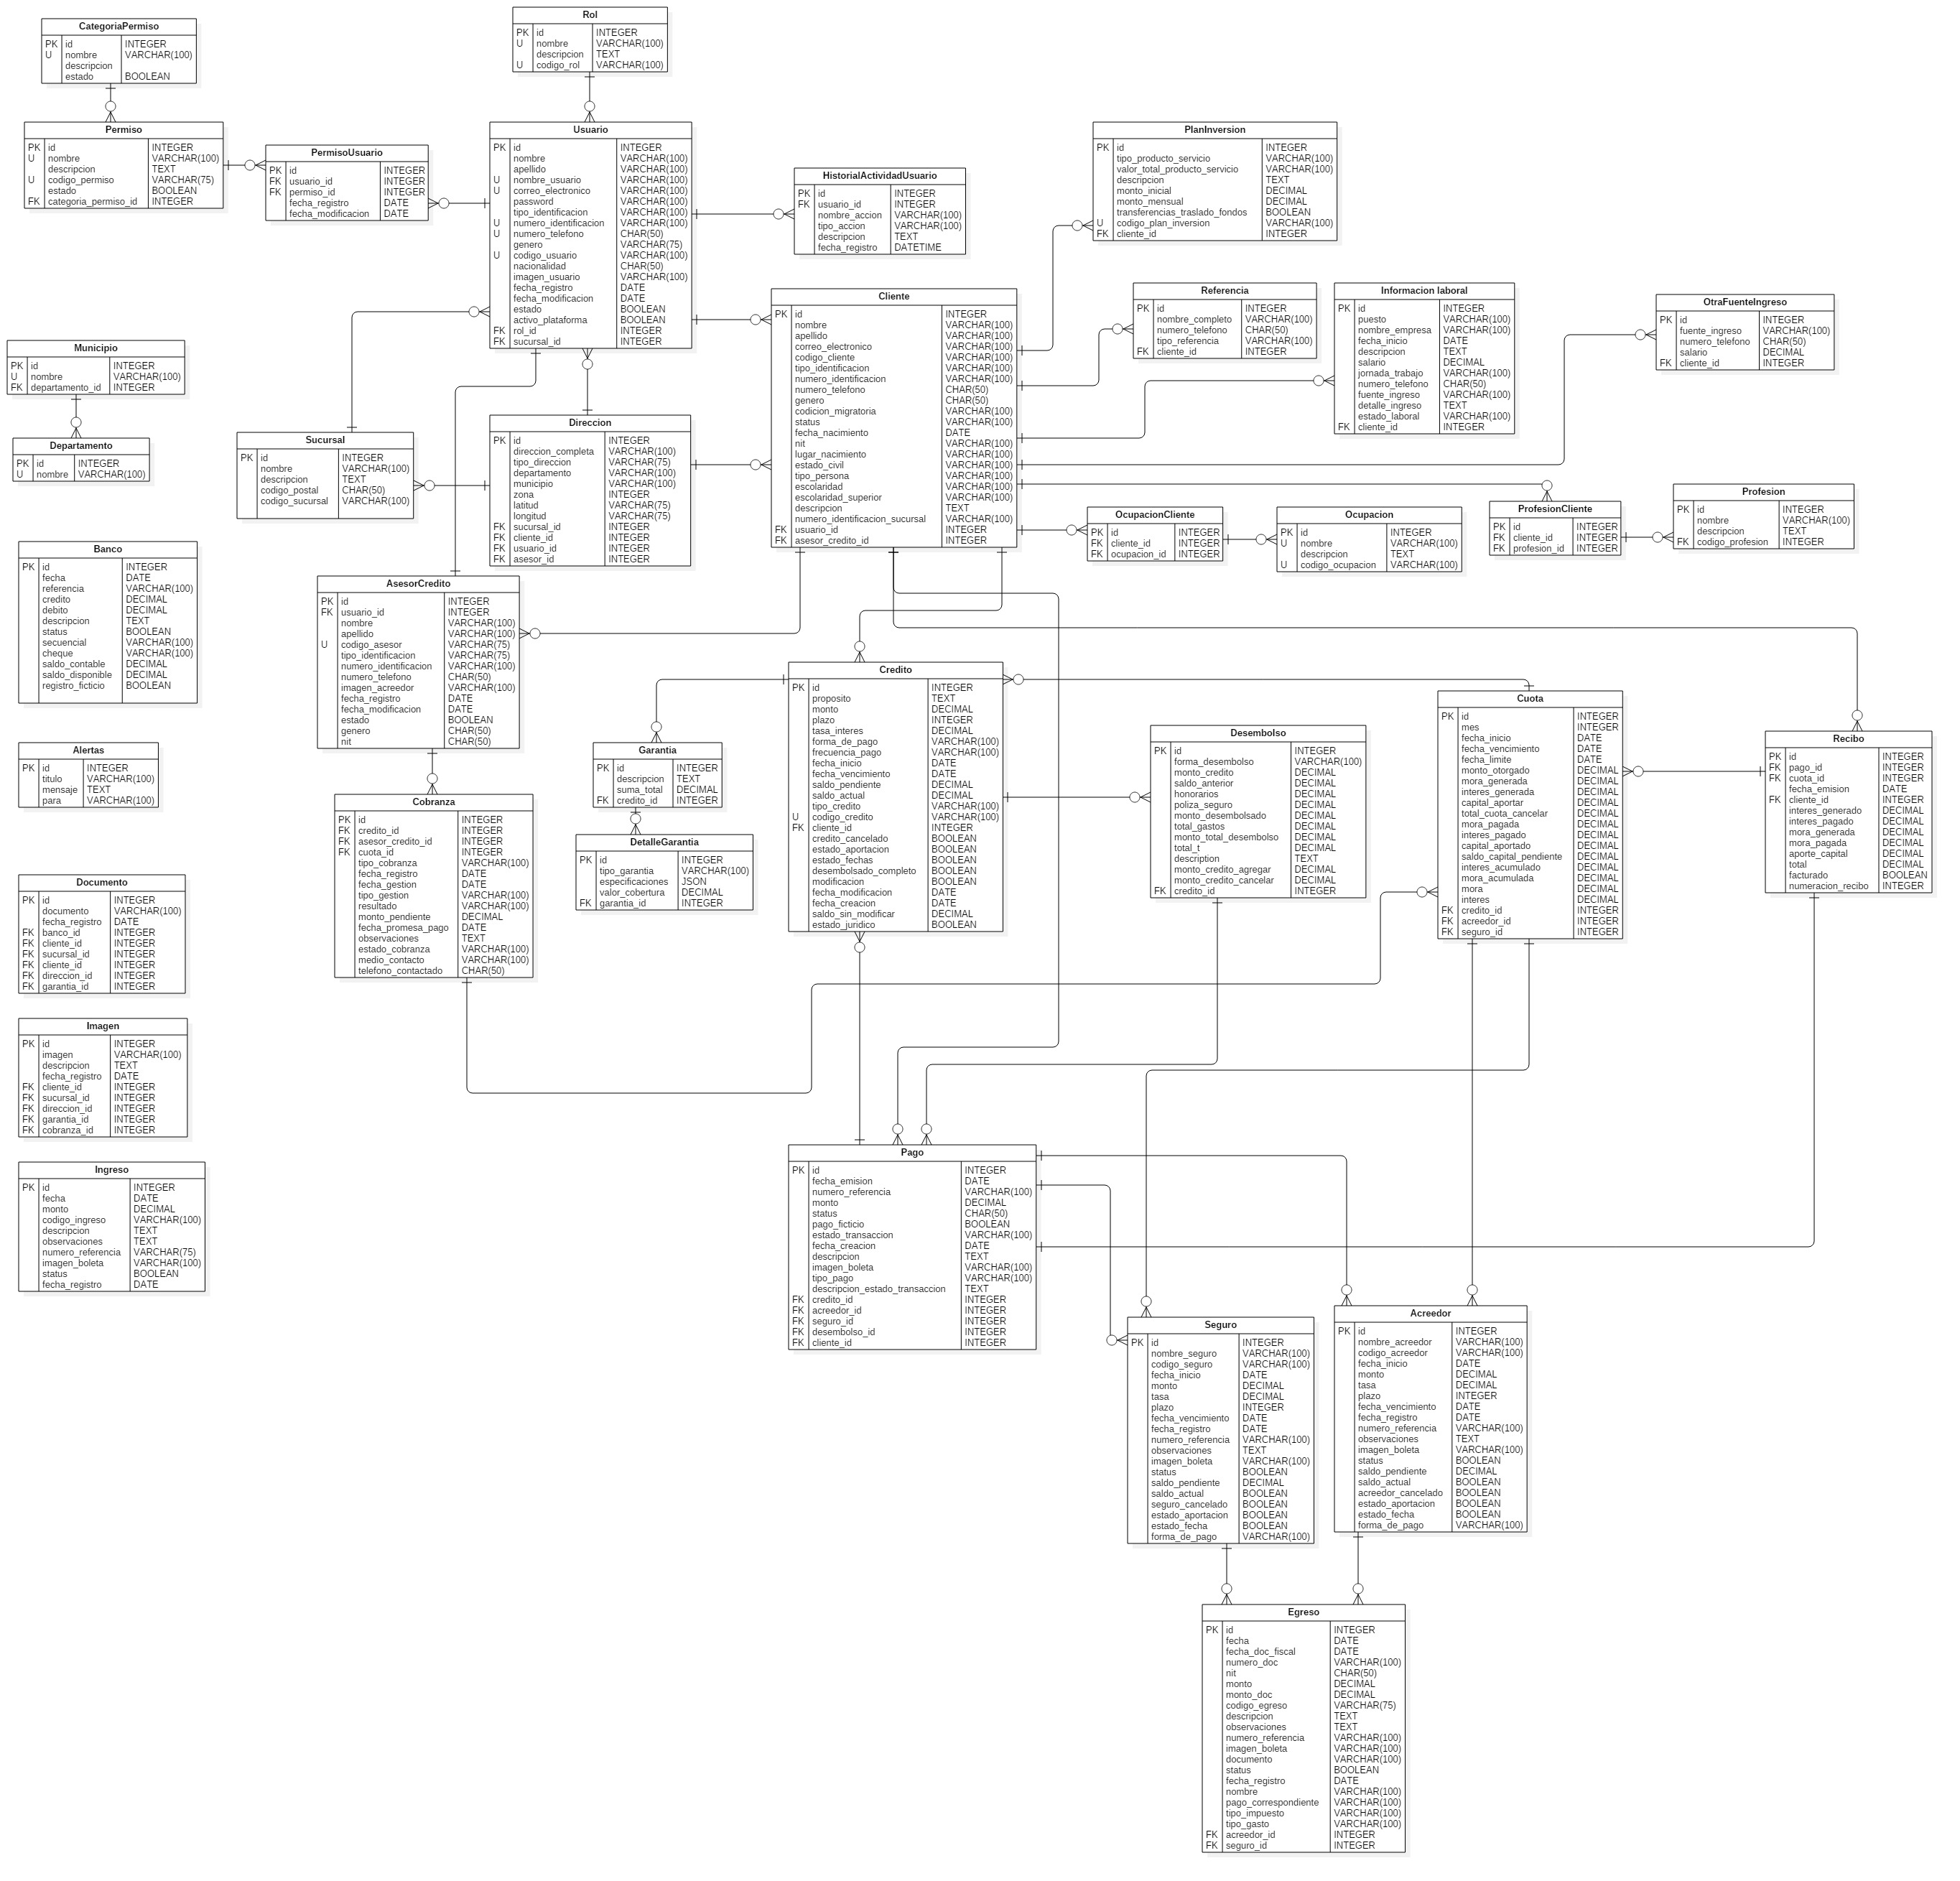 CategoriaPermiso
PK id INTEGER
U nombre VARCHAR(100)
descripcion
estado BOOLEAN
Rol
PK id INTEGER
U nombre VARCHAR(100)
descripcion TEXT
U codigo_rol VARCHAR(100)
Permiso
PK id INTEGER
U nombre VARCHAR(100)
descripcion TEXT
U codigo_permiso VARCHAR(75)
estado BOOLEAN
FK categoria_permiso_id INTEGER
PermisoUsuario
PK id INTEGER
FK usuario_id INTEGER
FK permiso_id INTEGER
fecha_registro DATE
fecha_modificacion DATE
Usuario
PK id INTEGER
nombre VARCHAR(100)
apellido VARCHAR(100)
U nombre_usuario VARCHAR(100)
U correo_electronico VARCHAR(100)
password VARCHAR(100)
tipo_identificacion VARCHAR(100)
U numero_identificacion VARCHAR(100)
U numero_telefono CHAR(50)
genero VARCHAR(75)
U codigo_usuario VARCHAR(100)
nacionalidad CHAR(50)
imagen_usuario VARCHAR(100)
fecha_registro DATE
fecha_modificacion DATE
estado BOOLEAN
activo_plataforma BOOLEAN
FK rol_id INTEGER
FK sucursal_id INTEGER
HistorialActividadUsuario
PK id INTEGER
FK usuario_id INTEGER
nombre_accion VARCHAR(100)
tipo_accion VARCHAR(100)
descripcion TEXT
fecha_registro DATETIME
PlanInversion
PK id INTEGER
tipo_producto_servicio VARCHAR(100)
valor_total_producto_servicio VARCHAR(100)
descripcion TEXT
monto_inicial DECIMAL
monto_mensual DECIMAL
transferencias_traslado_fondos BOOLEAN
U codigo_plan_inversion VARCHAR(100)
FK cliente_id INTEGER
Cliente
PK id INTEGER
nombre VARCHAR(100)
apellido VARCHAR(100)
correo_electronico VARCHAR(100)
codigo_cliente VARCHAR(100)
tipo_identificacion VARCHAR(100)
numero_identificacion VARCHAR(100)
numero_telefono CHAR(50)
genero CHAR(50)
codicion_migratoria VARCHAR(100)
status VARCHAR(100)
fecha_nacimiento DATE
nit VARCHAR(100)
lugar_nacimiento VARCHAR(100)
estado_civil VARCHAR(100)
tipo_persona VARCHAR(100)
escolaridad VARCHAR(100)
escolaridad_superior VARCHAR(100)
descripcion TEXT
numero_identificacion_sucursal VARCHAR(100)
FK usuario_id INTEGER
FK asesor_credito_id INTEGER
Referencia
PK id INTEGER
nombre_completo VARCHAR(100)
numero_telefono CHAR(50)
tipo_referencia VARCHAR(100)
FK cliente_id INTEGER
Informacion laboral
PK id INTEGER
puesto VARCHAR(100)
nombre_empresa VARCHAR(100)
fecha_inicio DATE
descripcion TEXT
salario DECIMAL
jornada_trabajo VARCHAR(100)
numero_telefono CHAR(50)
fuente_ingreso VARCHAR(100)
detalle_ingreso TEXT
estado_laboral VARCHAR(100)
FK cliente_id INTEGER
OtraFuenteIngreso
PK id INTEGER
fuente_ingreso VARCHAR(100)
numero_telefono CHAR(50)
salario DECIMAL
FK cliente_id INTEGER
Municipio
PK id INTEGER
U nombre VARCHAR(100)
FK departamento_id INTEGER
Departamento
PK id INTEGER
U nombre VARCHAR(100)
Sucursal
PK id INTEGER
nombre VARCHAR(100)
descripcion TEXT
codigo_postal CHAR(50)
codigo_sucursal VARCHAR(100)
Direccion
PK id INTEGER
direccion_completa VARCHAR(100)
tipo_direccion VARCHAR(75)
departamento VARCHAR(100)
municipio VARCHAR(100)
zona INTEGER
latitud VARCHAR(75)
longitud VARCHAR(75)
FK sucursal_id INTEGER
FK cliente_id INTEGER
FK usuario_id INTEGER
FK asesor_id INTEGER
OcupacionCliente
PK id INTEGER
FK cliente_id INTEGER
FK ocupacion_id INTEGER
Ocupacion
PK id INTEGER
U nombre VARCHAR(100)
descripcion TEXT
U codigo_ocupacion VARCHAR(100)
ProfesionCliente
PK id INTEGER
FK cliente_id INTEGER
FK profesion_id INTEGER
Profesion
PK id INTEGER
nombre VARCHAR(100)
descripcion TEXT
FK codigo_profesion INTEGER
Banco
PK id INTEGER
fecha DATE
referencia VARCHAR(100)
credito DECIMAL
debito DECIMAL
descripcion TEXT
status BOOLEAN
secuencial VARCHAR(100)
cheque VARCHAR(100)
saldo_contable DECIMAL
saldo_disponible DECIMAL
registro_ficticio BOOLEAN
AsesorCredito
PK id INTEGER
FK usuario_id INTEGER
nombre VARCHAR(100)
apellido VARCHAR(100)
U codigo_asesor VARCHAR(75)
tipo_identificacion VARCHAR(75)
numero_identificacion VARCHAR(100)
numero_telefono CHAR(50)
imagen_acreedor VARCHAR(100)
fecha_registro DATE
fecha_modificacion DATE
estado BOOLEAN
genero CHAR(50)
nit CHAR(50)
Alertas
PK id INTEGER
titulo VARCHAR(100)
mensaje TEXT
para VARCHAR(100)
Garantia
PK id INTEGER
descripcion TEXT
suma_total DECIMAL
FK credito_id INTEGER
Credito
PK id INTEGER
proposito TEXT
monto DECIMAL
plazo INTEGER
tasa_interes DECIMAL
forma_de_pago VARCHAR(100)
frecuencia_pago VARCHAR(100)
fecha_inicio DATE
fecha_vencimiento DATE
saldo_pendiente DECIMAL
saldo_actual DECIMAL
tipo_credito VARCHAR(100)
U codigo_credito VARCHAR(100)
FK cliente_id INTEGER
credito_cancelado BOOLEAN
estado_aportacion BOOLEAN
estado_fechas BOOLEAN
desembolsado_completo BOOLEAN
modificacion BOOLEAN
fecha_modificacion DATE
fecha_creacion DATE
saldo_sin_modificar DECIMAL
estado_juridico BOOLEAN
Desembolso
PK id INTEGER
forma_desembolso VARCHAR(100)
monto_credito DECIMAL
saldo_anterior DECIMAL
honorarios DECIMAL
poliza_seguro DECIMAL
monto_desembolsado DECIMAL
total_gastos DECIMAL
monto_total_desembolso DECIMAL
total_t DECIMAL
description TEXT
monto_credito_agregar DECIMAL
monto_credito_cancelar DECIMAL
FK credito_id INTEGER
Cuota
PK id INTEGER
mes INTEGER
fecha_inicio DATE
fecha_vencimiento DATE
fecha_limite DATE
monto_otorgado DECIMAL
mora_generada DECIMAL
interes_generada DECIMAL
capital_aportar DECIMAL
total_cuota_cancelar DECIMAL
mora_pagada DECIMAL
interes_pagado DECIMAL
capital_aportado DECIMAL
saldo_capital_pendiente DECIMAL
interes_acumulado DECIMAL
mora_acumulada DECIMAL
mora DECIMAL
interes DECIMAL
FK credito_id INTEGER
FK acreedor_id INTEGER
FK seguro_id INTEGER
Recibo
PK id INTEGER
FK pago_id INTEGER
FK cuota_id INTEGER
fecha_emision DATE
FK cliente_id INTEGER
interes_generado DECIMAL
interes_pagado DECIMAL
mora_generada DECIMAL
mora_pagada DECIMAL
aporte_capital DECIMAL
total DECIMAL
facturado BOOLEAN
numeracion_recibo INTEGER
Cobranza
PK id INTEGER
FK credito_id INTEGER
FK asesor_credito_id INTEGER
FK cuota_id INTEGER
tipo_cobranza VARCHAR(100)
fecha_registro DATE
fecha_gestion DATE
tipo_gestion VARCHAR(100)
resultado VARCHAR(100)
monto_pendiente DECIMAL
fecha_promesa_pago DATE
observaciones TEXT
estado_cobranza VARCHAR(100)
medio_contacto VARCHAR(100)
telefono_contactado CHAR(50)
DetalleGarantia
PK id INTEGER
tipo_garantia VARCHAR(100)
especificaciones JSON
valor_cobertura DECIMAL
FK garantia_id INTEGER
Documento
PK id INTEGER
documento VARCHAR(100)
fecha_registro DATE
FK banco_id INTEGER
FK cliente_id INTEGER
FK sucursal_id INTEGER
FK cliente_id INTEGER
FK direccion_id INTEGER
FK garantia_id INTEGER
Imagen
PK id INTEGER
imagen VARCHAR(100)
descripcion TEXT
fecha_registro DATE
FK cliente_id INTEGER
FK sucursal_id INTEGER
FK direccion_id INTEGER
FK garantia_id INTEGER
FK cobranza_id INTEGER
Ingreso
PK id INTEGER
fecha DATE
monto DECIMAL
codigo_ingreso VARCHAR(100)
descripcion TEXT
observaciones TEXT
numero_referencia VARCHAR(75)
imagen_boleta VARCHAR(100)
status BOOLEAN
fecha_registro DATE
Pago
PK id INTEGER
fecha_emision DATE
numero_referencia VARCHAR(100)
monto DECIMAL
status CHAR(50)
pago_ficticio BOOLEAN
estado_transaccion VARCHAR(100)
fecha_creacion DATE
descripcion TEXT
imagen_boleta VARCHAR(100)
tipo_pago VARCHAR(100)
descripcion_estado_transaccion TEXT
FK credito_id INTEGER
FK acreedor_id INTEGER
FK seguro_id INTEGER
FK desembolso_id INTEGER
FK cliente_id INTEGER
Seguro
PK id INTEGER
nombre_seguro VARCHAR(100)
codigo_seguro VARCHAR(100)
fecha_inicio DATE
monto DECIMAL
tasa DECIMAL
plazo INTEGER
fecha_vencimiento DATE
fecha_registro DATE
numero_referencia VARCHAR(100)
observaciones TEXT
imagen_boleta VARCHAR(100)
status BOOLEAN
saldo_pendiente DECIMAL
saldo_actual BOOLEAN
seguro_cancelado BOOLEAN
estado_aportacion BOOLEAN
estado_fecha BOOLEAN
forma_de_pago VARCHAR(100)
Acreedor
PK id INTEGER
nombre_acreedor VARCHAR(100)
codigo_acreedor VARCHAR(100)
fecha_inicio DATE
monto DECIMAL
tasa DECIMAL
plazo INTEGER
fecha_vencimiento DATE
fecha_registro DATE
numero_referencia VARCHAR(100)
observaciones TEXT
imagen_boleta VARCHAR(100)
status BOOLEAN
saldo_pendiente DECIMAL
saldo_actual BOOLEAN
acreedor_cancelado BOOLEAN
estado_aportacion BOOLEAN
estado_fecha BOOLEAN
forma_de_pago VARCHAR(100)
Egreso
PK id INTEGER
fecha DATE
fecha_doc_fiscal DATE
numero_doc VARCHAR(100)
nit CHAR(50)
monto DECIMAL
monto_doc DECIMAL
codigo_egreso VARCHAR(75)
descripcion TEXT
observaciones TEXT
numero_referencia VARCHAR(100)
imagen_boleta VARCHAR(100)
documento VARCHAR(100)
status BOOLEAN
fecha_registro DATE
nombre VARCHAR(100)
pago_correspondiente VARCHAR(100)
tipo_impuesto VARCHAR(100)
tipo_gasto VARCHAR(100)
FK acreedor_id INTEGER
FK seguro_id INTEGER